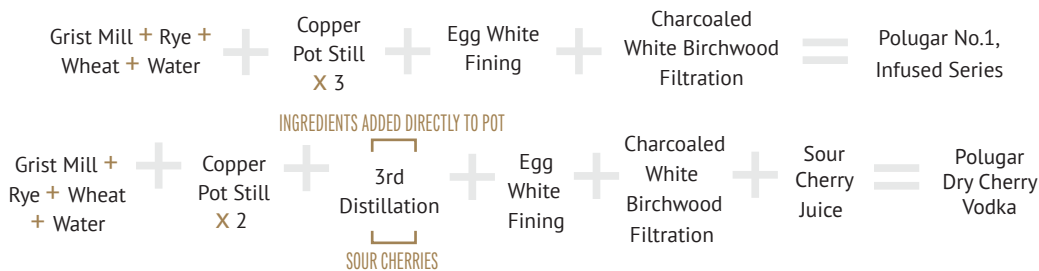 Grist Mill + Rye +
Wheat + Water
+
Copper
Pot Still
X 3
+
Egg White
Fining
+
Charcoaled
White Birchwood
Filtration
=
Polugar No.1,
Infused Series
Grist Mill +
Rye + Wheat
+ Water
+
Copper
Pot Still
X 2
+
INGREDIENTS ADDED DIRECTLY TO POT
3rd
Distillation
SOUR CHERRIES
+
Egg
White
Fining
+
Charcoaled
White
Birchwood
Filtration
+
Sour
Cherry
Juice
=
Polugar
Dry Cherry
Vodka